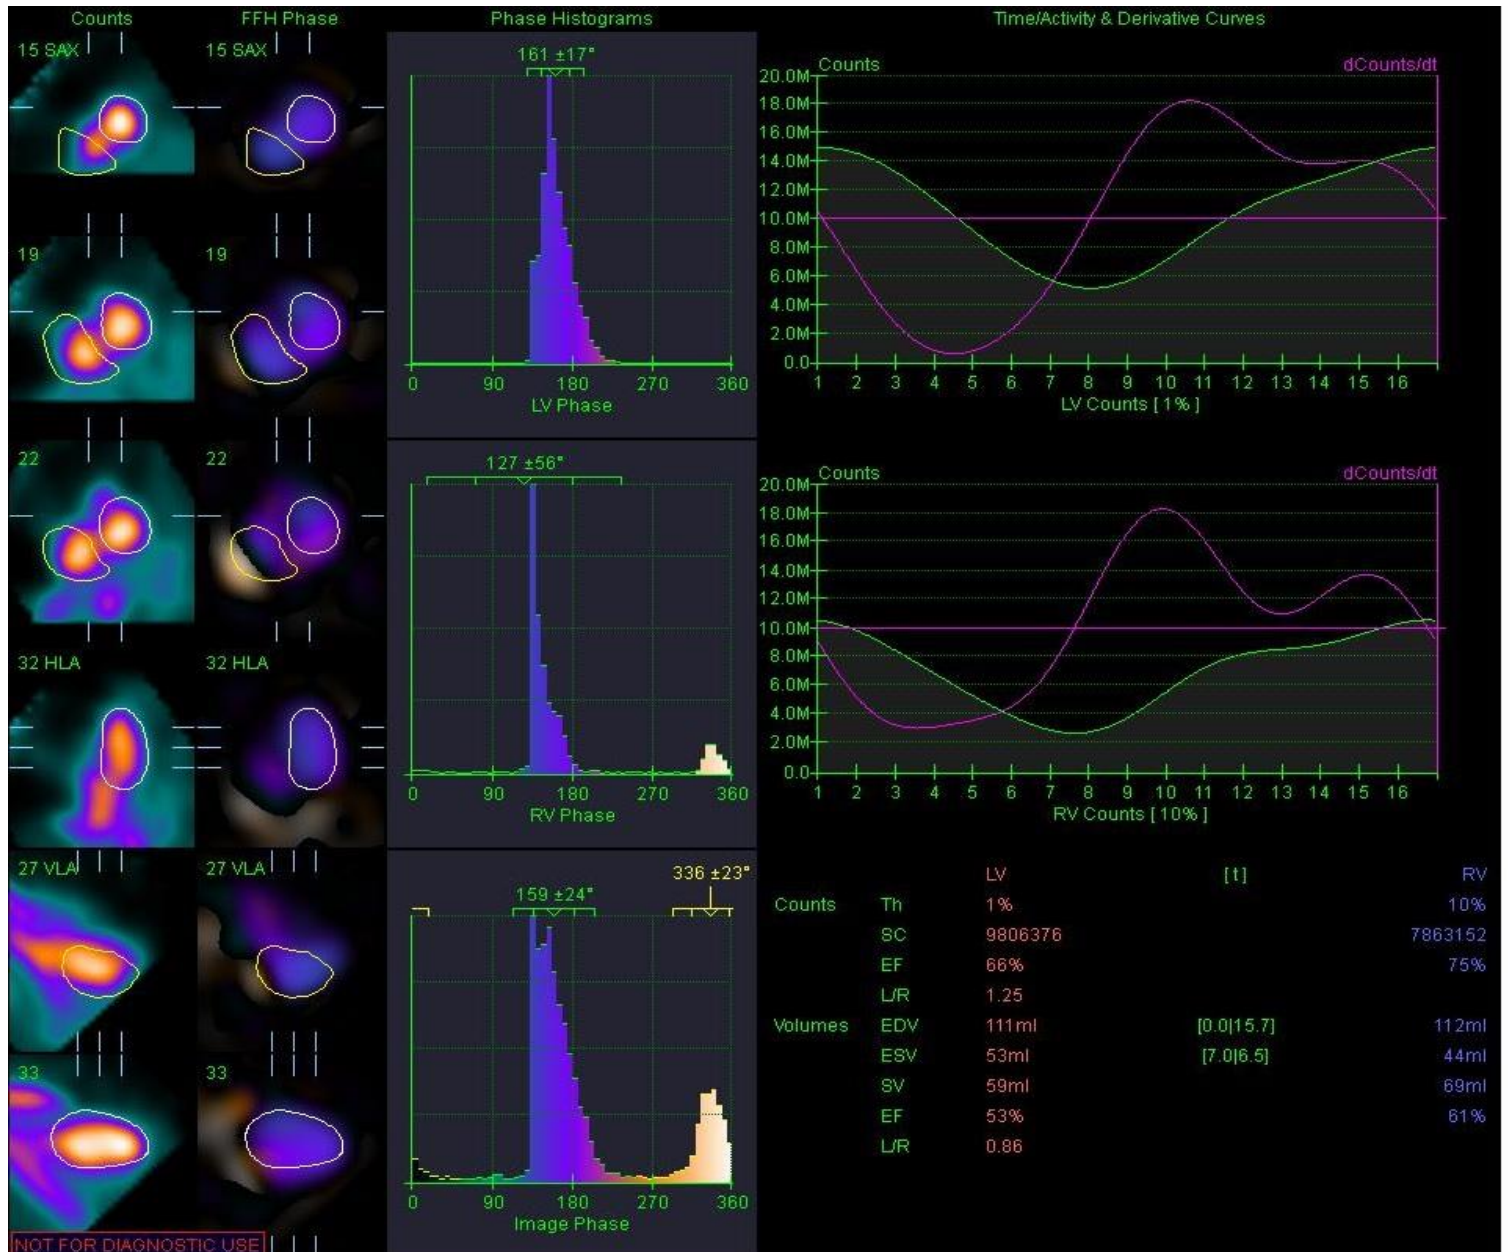 Counts
FFH Phase
Phase Histograms
Time/Activity & Derivative Curves
15 SAX
15 SAX
161 ±17°
Counts
dCounts/dt
20.0M
18.0M
16.0M
14.0M
12.0M
10.0M
8.0M
6.0M
4.0M
2.0M
0.0
19
19
0 90 180 270 360
LV Phase
1 2 3 4 5 6 7 8 9 10 11 12 13 14 15 16
LV Counts [ 1% ]
22
22
127 ±56°
Counts
dCounts/dt
20.0M
18.0M
16.0M
14.0M
12.0M
10.0M
8.0M
6.0M
4.0M
2.0M
0.0
32 HLA
32 HLA
0 90 180 270 360
RV Phase
1 2 3 4 5 6 7 8 9 10 11 12 13 14 15 16
RV Counts [ 10% ]
27 VLA
27 VLA
336 ±23°
159 ±24°
33
33
0 90 180 270 360
Image Phase
LV [ t ] RV
Counts Th 1% 10%
SC 9806376 7863152
EF 66% 75%
L/R 1.25
Volumes EDV 111ml [0.0|15.7] 112ml
ESV 53ml [7.0|6.5] 44ml
SV 59ml 69ml
EF 53% 61%
L/R 0.86
NOT FOR DIAGNOSTIC USE